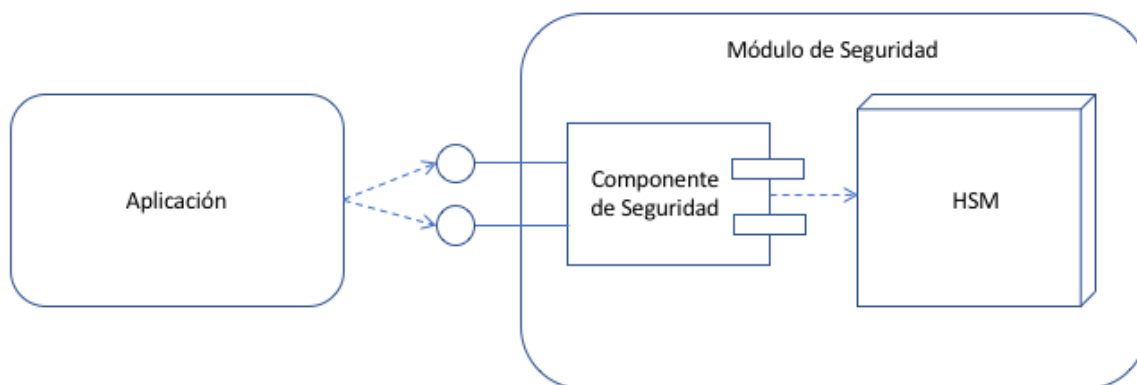 Módulo de Seguridad
Aplicación
Componente
de Seguridad
HSM